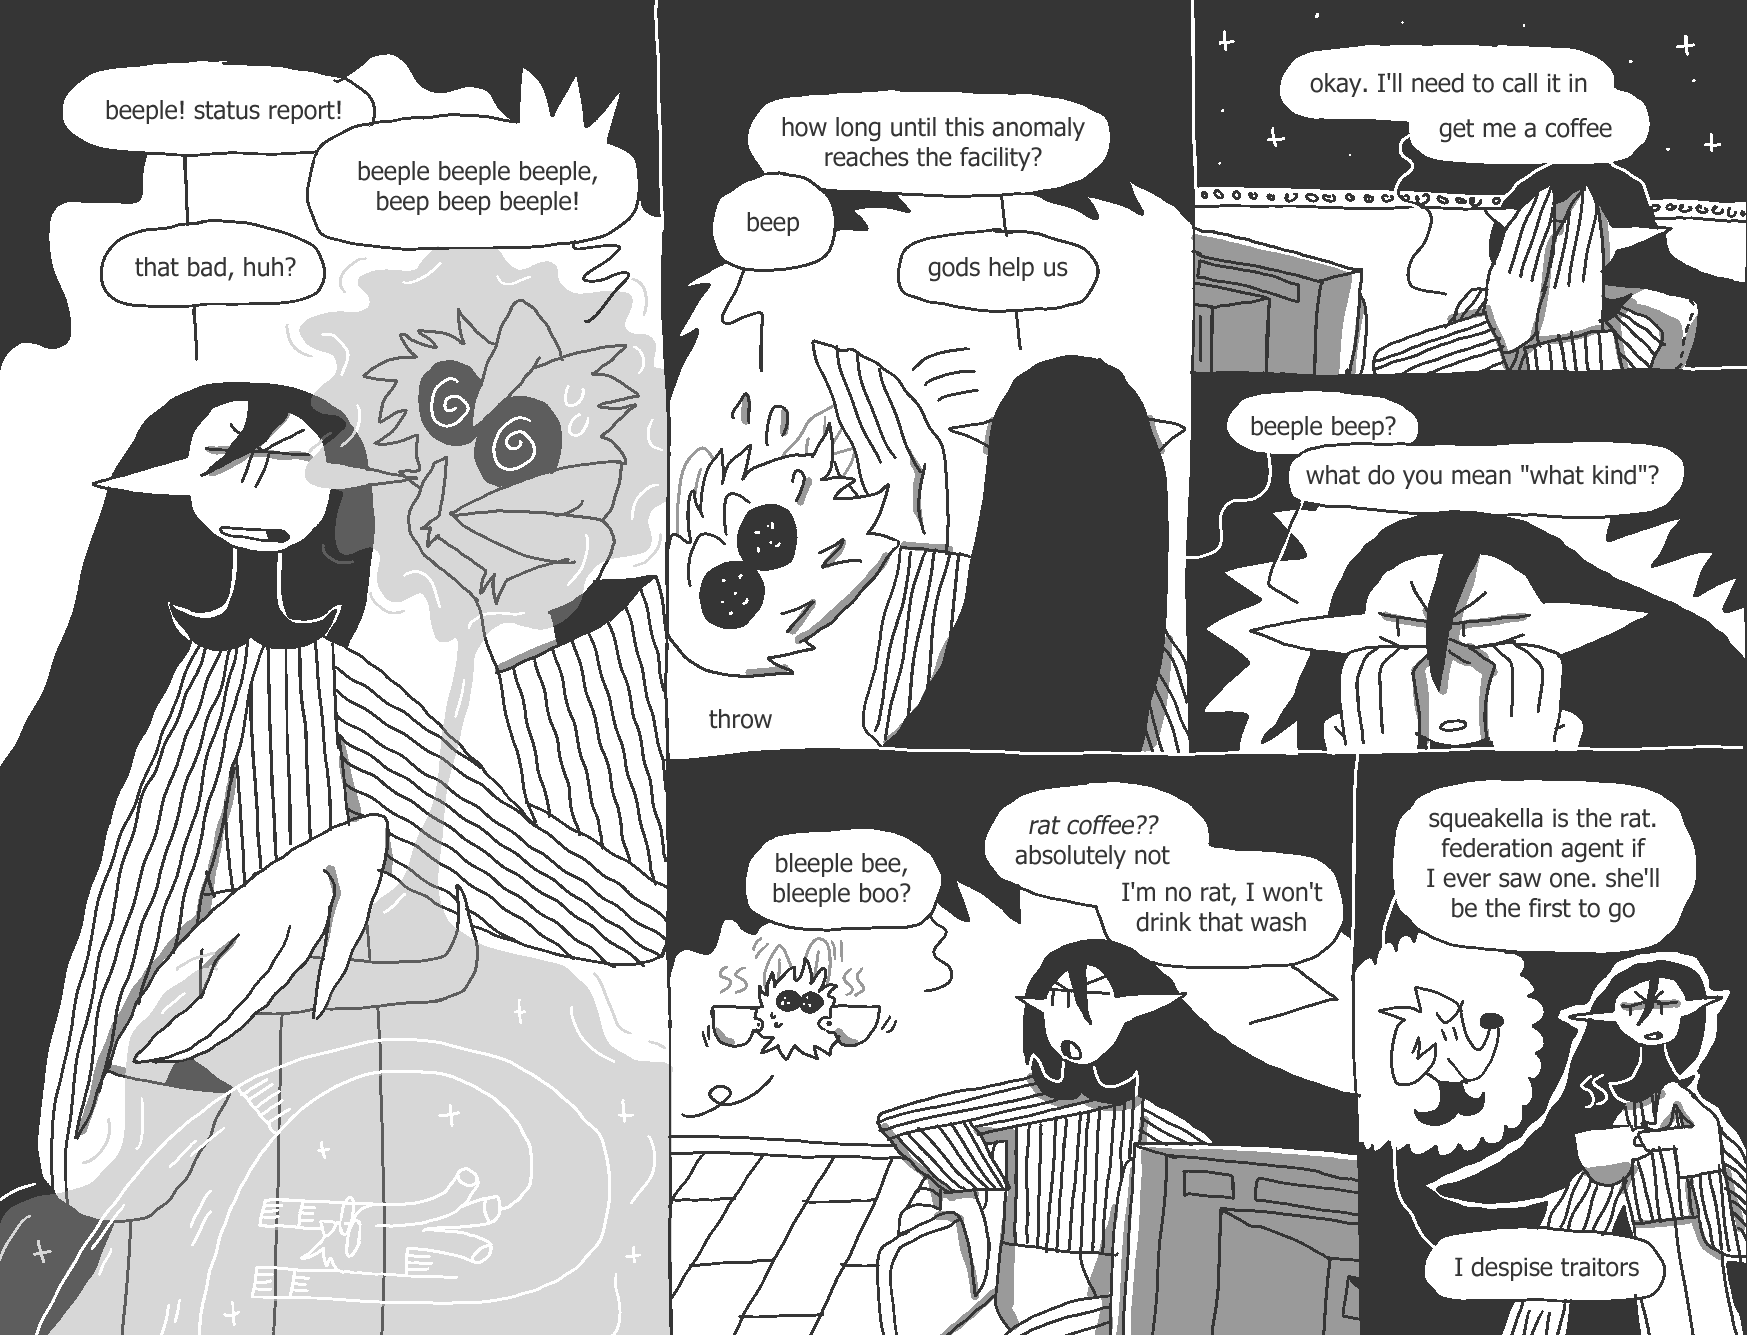 beeple! status report!
beeple beeple beeple,
beep beep beeple!
that bad, huh?
how long until this anomaly
reaches the facility?
beep
gods help us
throw
okay. I'll need to call it in
get me a coffee
beeple beep?
what do you mean "what kind"?
bleeple bee,
bleeple boo?
rat coffee??
absolutely not
I'm no rat, I won't
drink that wash
squeakella is the rat.
federation agent if
I ever saw one. she'll
be the first to go
I despise traitors